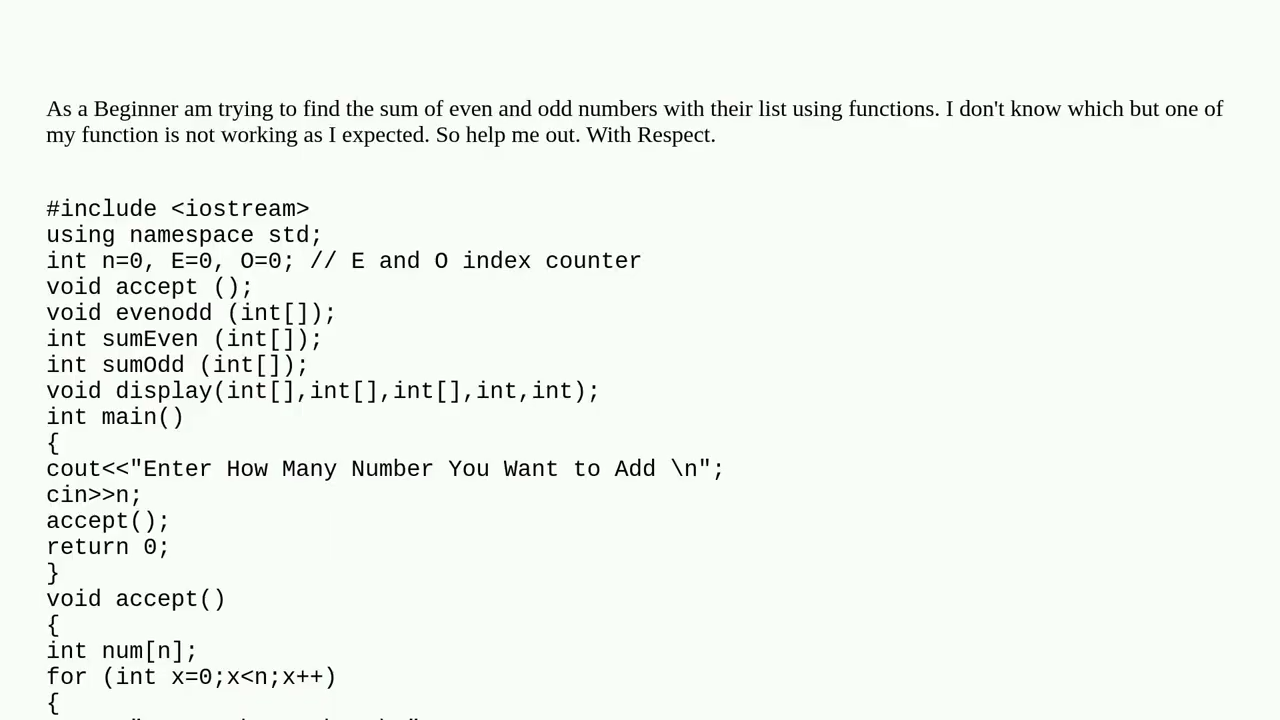 As a Beginner am trying to find the sum of even and odd numbers with their list using functions. I don't know which but one of
my function is not working as I expected. So help me out. With Respect.
#include <iostream>
using namespace std;
int n=0, E=0, O=0; // E and O index counter
void accept ();
void evenodd (int[]);
int sumEven (int[]);
int sumOdd (int[]);
void display(int[],int[],int[],int,int);
int main()
{
cout<<"Enter How Many Number You Want to Add \n";
cin>>n;
accept();
return 0;
}
void accept()
{
int num[n];
for (int x=0;x<n;x++)
{